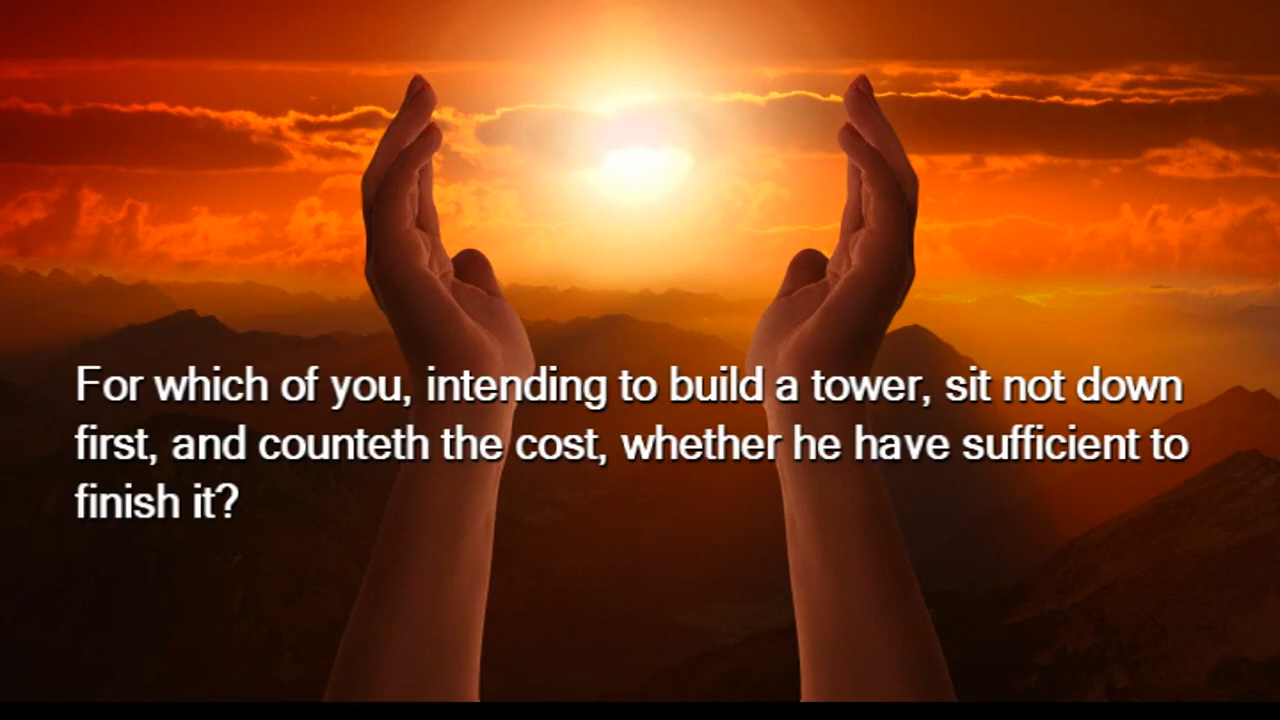 For which of you, intending to build a tower, sit not down
first, and counteth the cost, whether he have sufficient to
finish it?